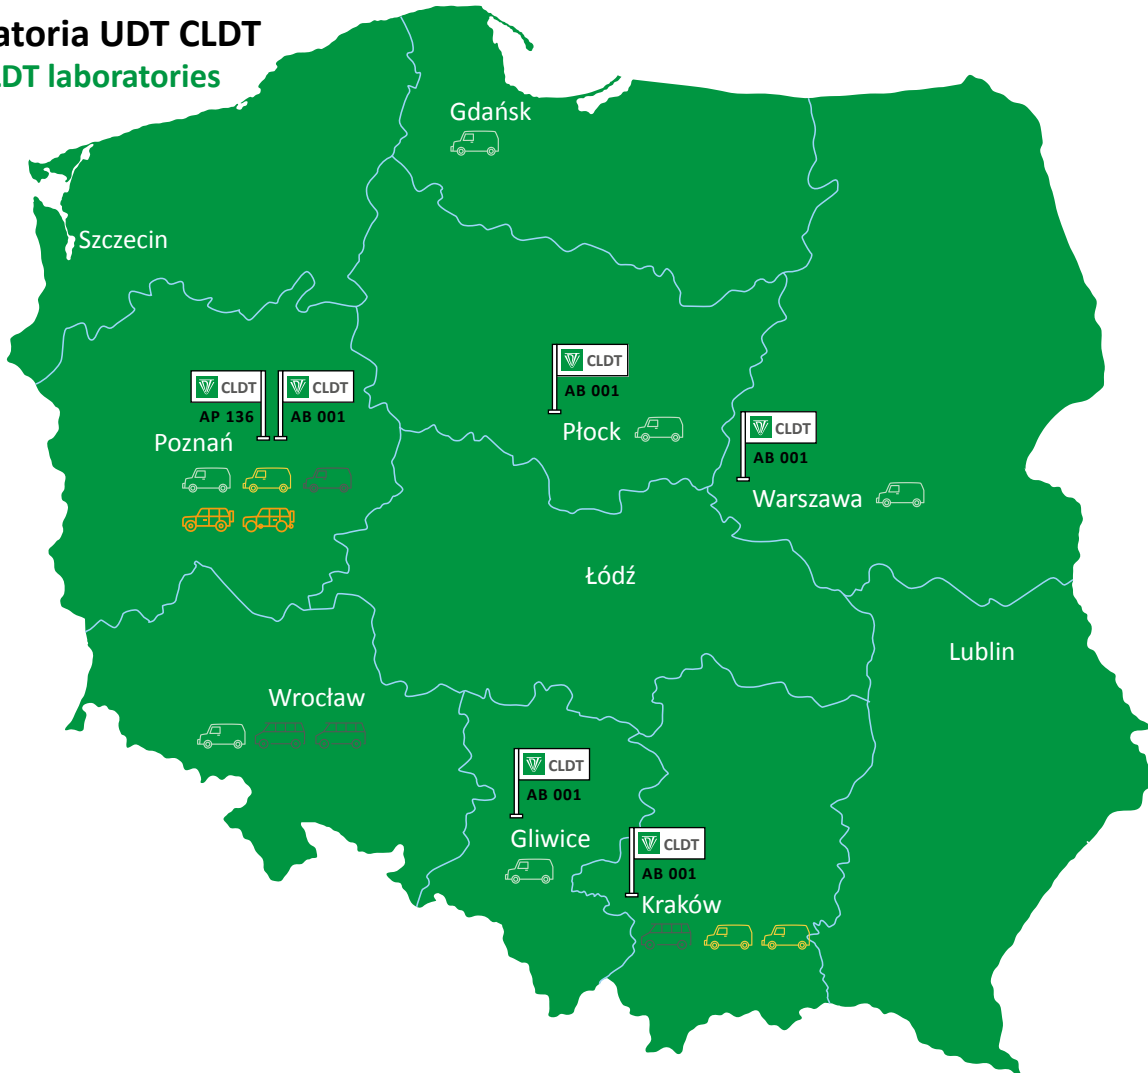 atoria UDT CLDT
LDT laboratories
Gdańsk
Szczecin
CLDT
AB 001
Płock
CLDT
AP 136
CLDT
AB 001
Poznań
CLDT
AB 001
Warszawa
Łódź
Lublin
Wrocław
CLDT
AB 001
Gliwice
CLDT
AB 001
Kraków